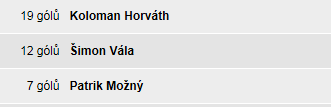 19 gólů Koloman Horváth
12 gólů Šimon Vála
7 gólů Patrik Možný